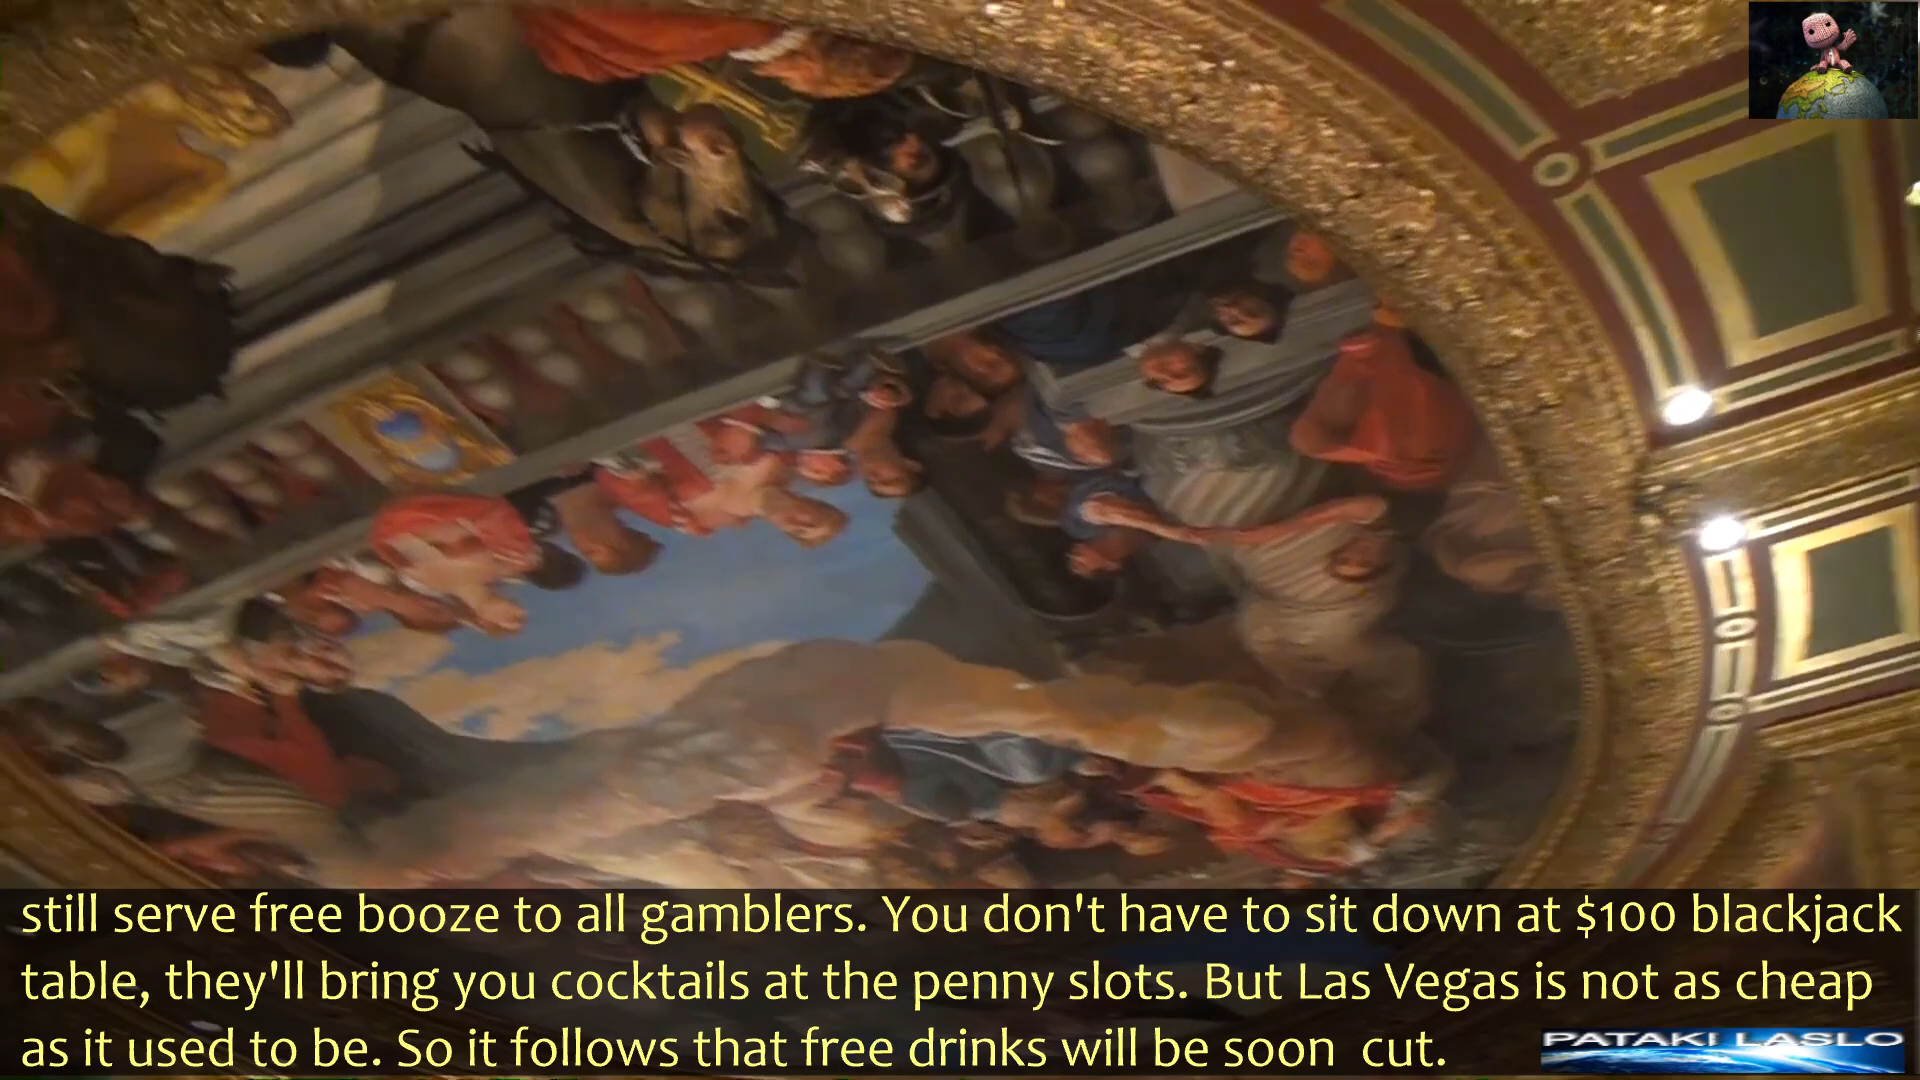 still serve free booze to all gamblers. You don't have to sit down at $100 blackjack
table, they'll bring you cocktails at the penny slots. But Las Vegas is not as cheap
as it used to be. So it follows that free drinks will be soon  cut.
PATAKI LASLO